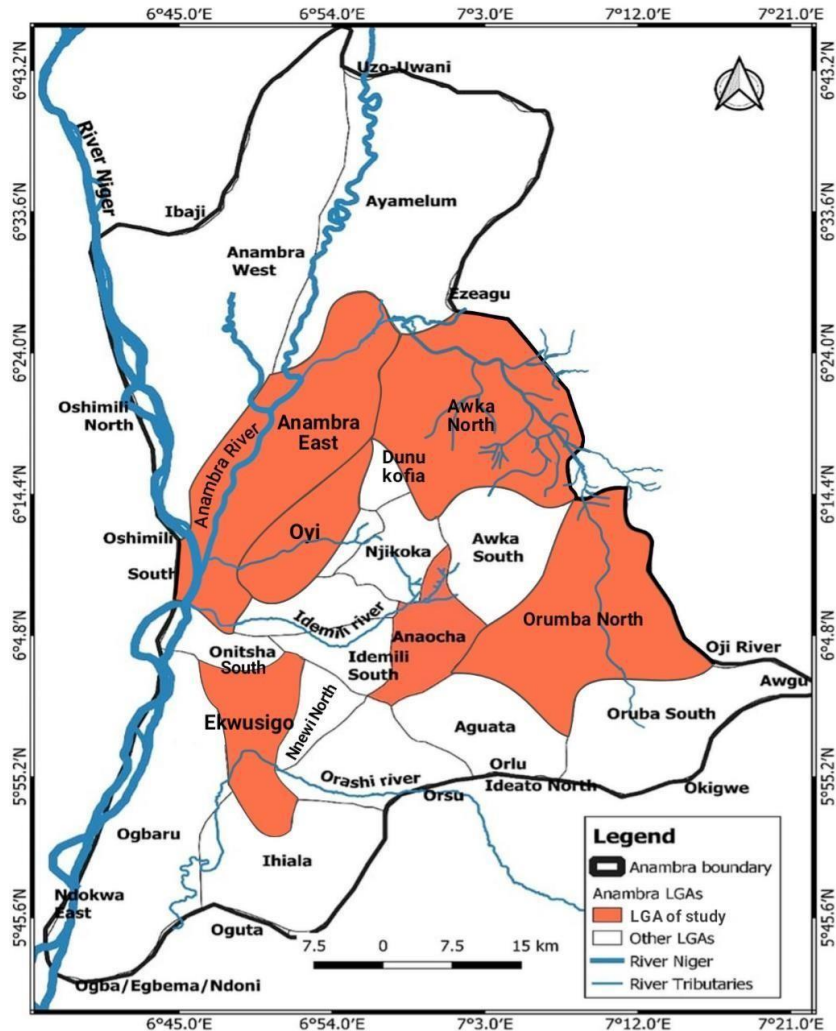 6°45.0'E 6°54.0'E 7°3.0'E 7°12.0'E 7°21.0'E
6°43.2'N
6°43.2'N
Uzo-Uwani
River Niger
Ayamelum
Ibaji
6°33.6'N
6°33.6'N
Anambra
West
Ezeagu
6°24.0'N
6°24.0'N
Oshimili
North
Anambra
East
Awka
North
Anambra River
Dunu
kofia
6°14.4'N
6°14.4'N
Oshimili
South
Oyi
Njikoka
Awka
South
Idemili river
Anaocha
Orumba North
6°4.8'N
6°4.8'N
Onitsha
South
Idemili
South
Oji River
Awgu
Ekwusigo
Nnewi North
Aguata
Oruba South
5°55.2'N
5°55.2'N
Orashi river
Orlu
Ideato North
Orsu
Okigwe
Ogbaru
Ihiala
Ndokwa
East
5°45.6'N
5°45.6'N
Oguta
Ogba/Egbema/Ndoni
7.5 0 7.5 15 km
Legend
Anambra boundary
Anambra LGAs
LGA of study
Other LGAs
River Niger
River Tributaries
6°45.0'E 6°54.0'E 7°3.0'E 7°12.0'E 7°21.0'E